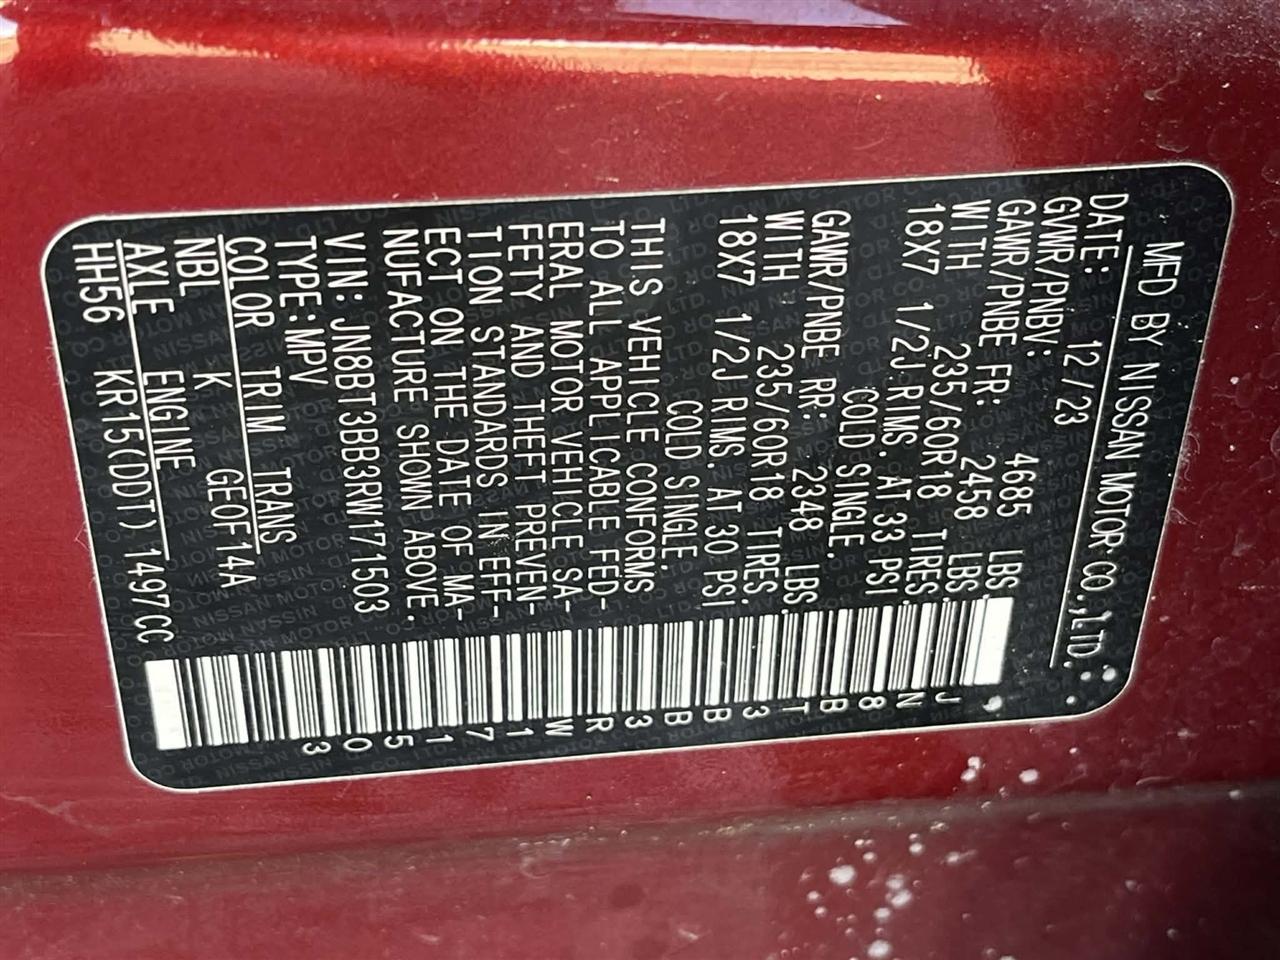 MFD BY NISSAN MOTOR CO.,LTD.
DATE: 12/23
GVWR/PNBV: 4685 LBS.
GAWR/PNBE FR: 2458 LBS.
WITH 235/60R18 TIRES.
18X7 1/2J RIMS. AT 33 PSI
COLD SINGLE.
GAWR/PNBE RR: 2348 LBS.
WITH 235/60R18 TIRES.
18X7 1/2J RIMS. AT 30 PSI
COLD SINGLE.
THIS VEHICLE CONFORMS
TO ALL APPLICABLE FED-
ERAL MOTOR VEHICLE SA-
FETY AND THEFT PREVEN-
TION STANDARDS IN EFF-
ECT ON THE DATE OF MA-
NUFACTURE SHOWN ABOVE.
VIN: JN8BT3BB3RW171503
TYPE:MPV
COLOR TRIM TRANS
NBL K GE0F14A
AXLE ENGINE
HH56 KR15(DDT) 1497CC
JN8BT3BB3RW171503